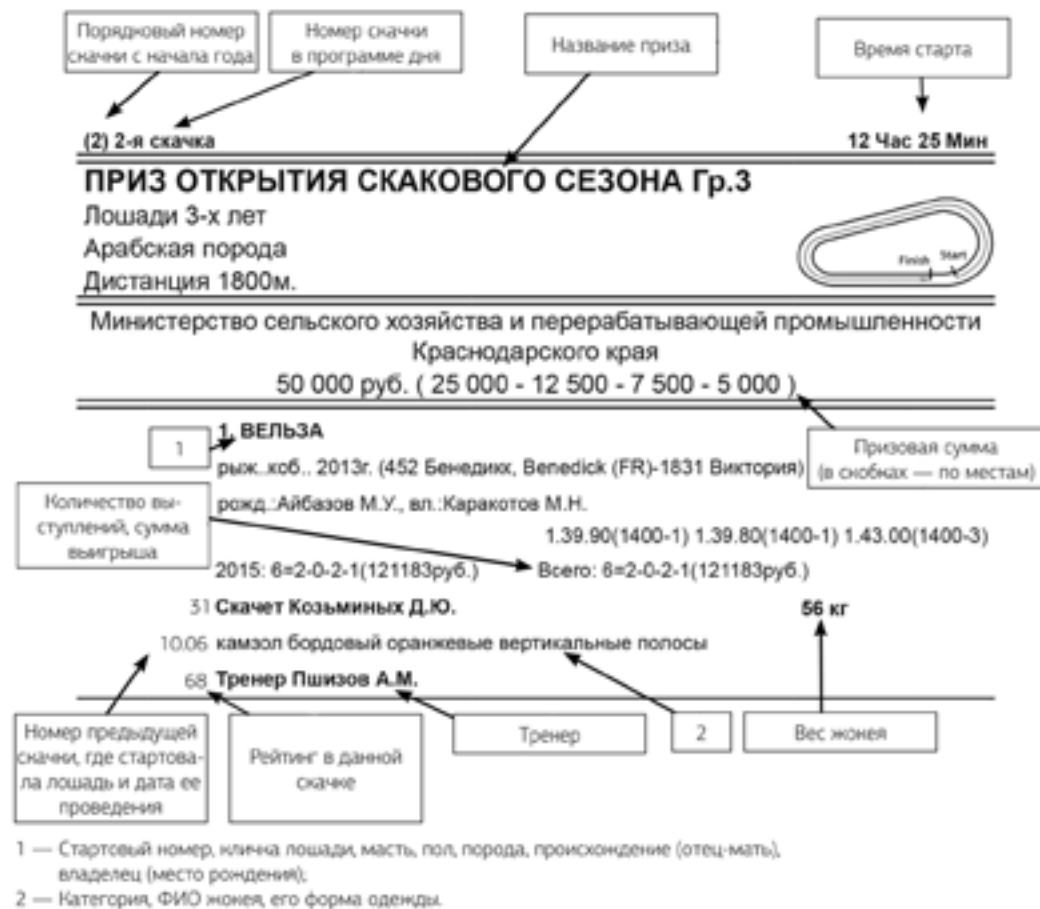 Порядковый номер
скачки с начала года
Номер скачки
в программе дня
Название приза
Время старта
(2) 2-я скачка
12 Час 25 Мин
ПРИЗ ОТКРЫТИЯ СКАКОВОГО СЕЗОНА Гр.3
Лошади 3-х лет
Арабская порода
Дистанция 1800м.
Finish
Start
Министерство сельского хозяйства и перерабатывающей промышленности
Краснодарского края
50 000 руб. ( 25 000 - 12 500 - 7 500 - 5 000 )
1
1. ВЕЛЬЗА
Призовая сумма
(в скобках — по местам)
рыж..коб.. 2013г. (452 Бенедикк, Benedick (FR)-1831 Виктория)
Количество вы-
ступлений, сумма
выигрыша
рожд.:Айбазов М.У., вл.:Каракотов М.Н.
1.39.90(1400-1) 1.39.80(1400-1) 1.43.00(1400-3)
2015: 6=2-0-2-1(121183руб.)
Всего: 6=2-0-2-1(121183руб.)
31 Скачет Козьминых Д.Ю.
56 кг
10.06 камзол бордовый оранжевые вертикальные полосы
68 Тренер Пшизов А.М.
Номер предыдущей
скачки, где стартова-
ла лошадь и дата ее
проведения
Рейтинг в данной
скачке
Тренер
2
Вес жокея
1 — Стартовый номер, кличка лошади, масть, пол, порода, происхождение (отец-мать),
владелец (место рождения);
2 — Категория, ФИО жокея, его форма одежды.